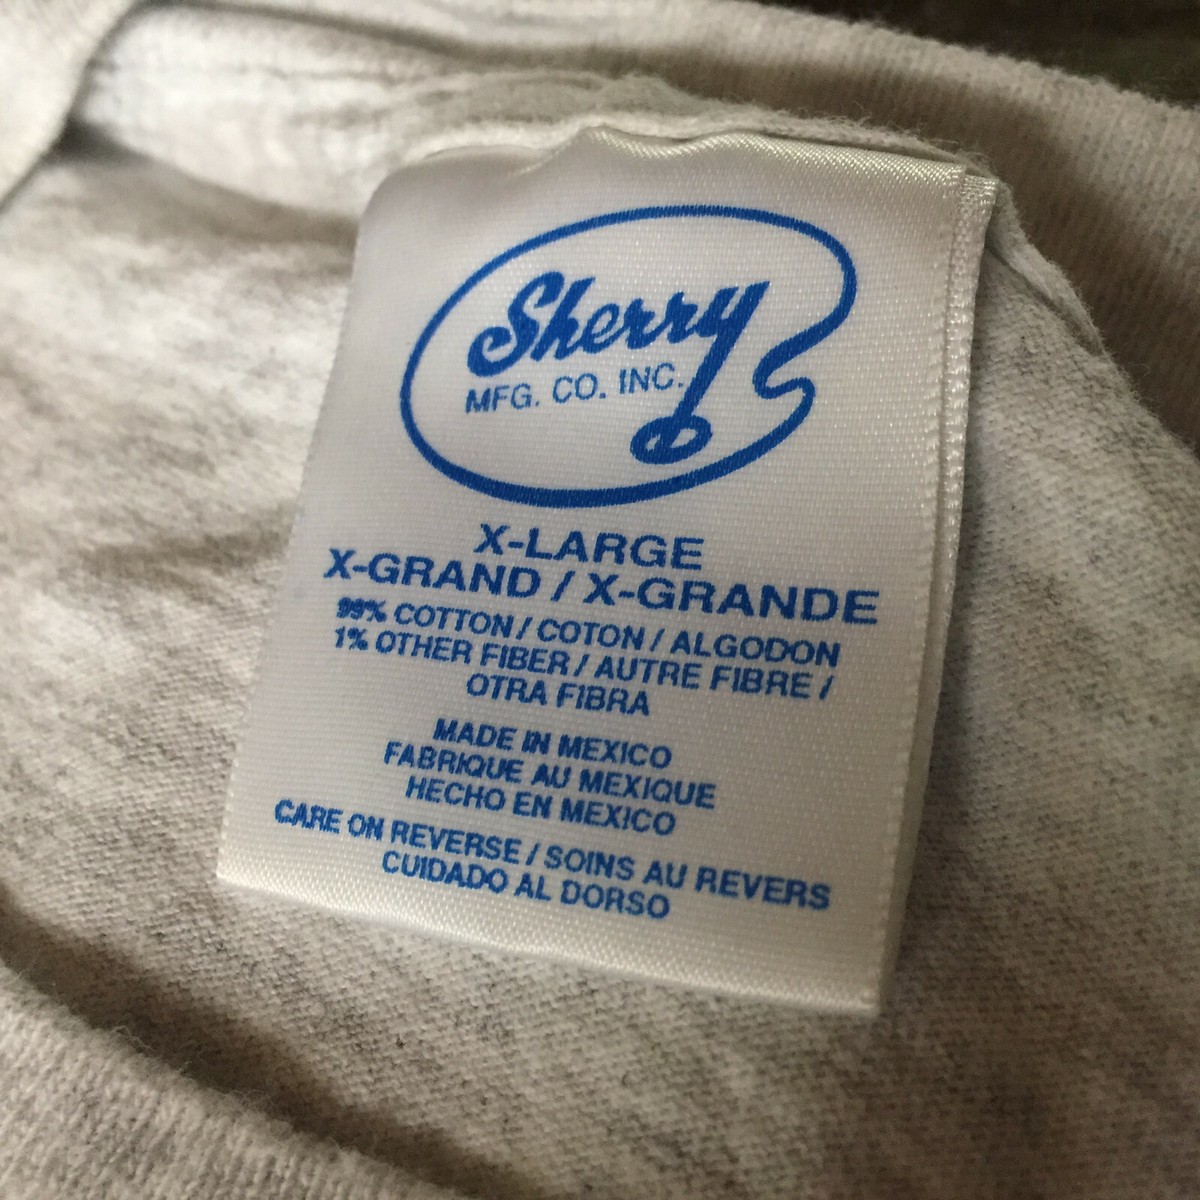 Sherry
MFG. CO. INC.
X-LARGE
X-GRAND / X-GRANDE
99% COTTON / COTON / ALGODON
1% OTHER FIBER / AUTRE FIBRE /
OTRA FIBRA
MADE IN MEXICO
FABRIQUE AU MEXIQUE
HECHO EN MEXICO
CARE ON REVERSE / SOINS AU REVERS
CUIDADO AL DORSO